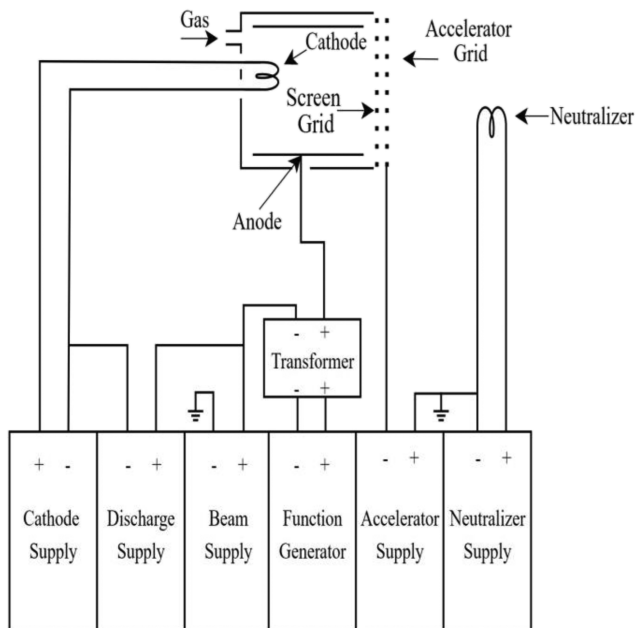 Gas
Cathode
Accelerator
Grid
Screen
Grid
Neutralizer
Anode
- +
Transformer
- +
+ - - + - + - + - + - +
Cathode
Supply
Discharge
Supply
Beam
Supply
Function
Generator
Accelerator
Supply
Neutralizer
Supply